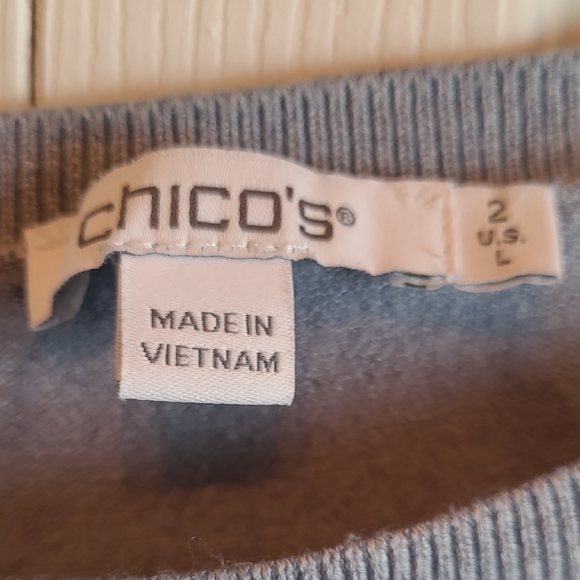 chico's®
2
U.S.
L
MADE IN
VIETNAM